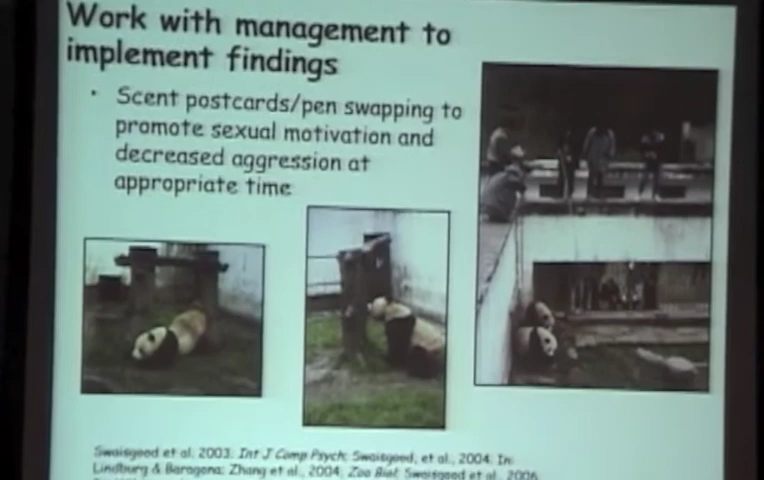 Work with management to
implement findings
• Scent postcards/pen swapping to
promote sexual motivation and
decreased aggression at
appropriate time
Swaisgood et al. 2003; Int J Comp Psych; Swaisgood, et al., 2004; In:
Lindburg & Baragona; Zhang et al., 2004; Zoo Biol; Swaisgood et al., 2006